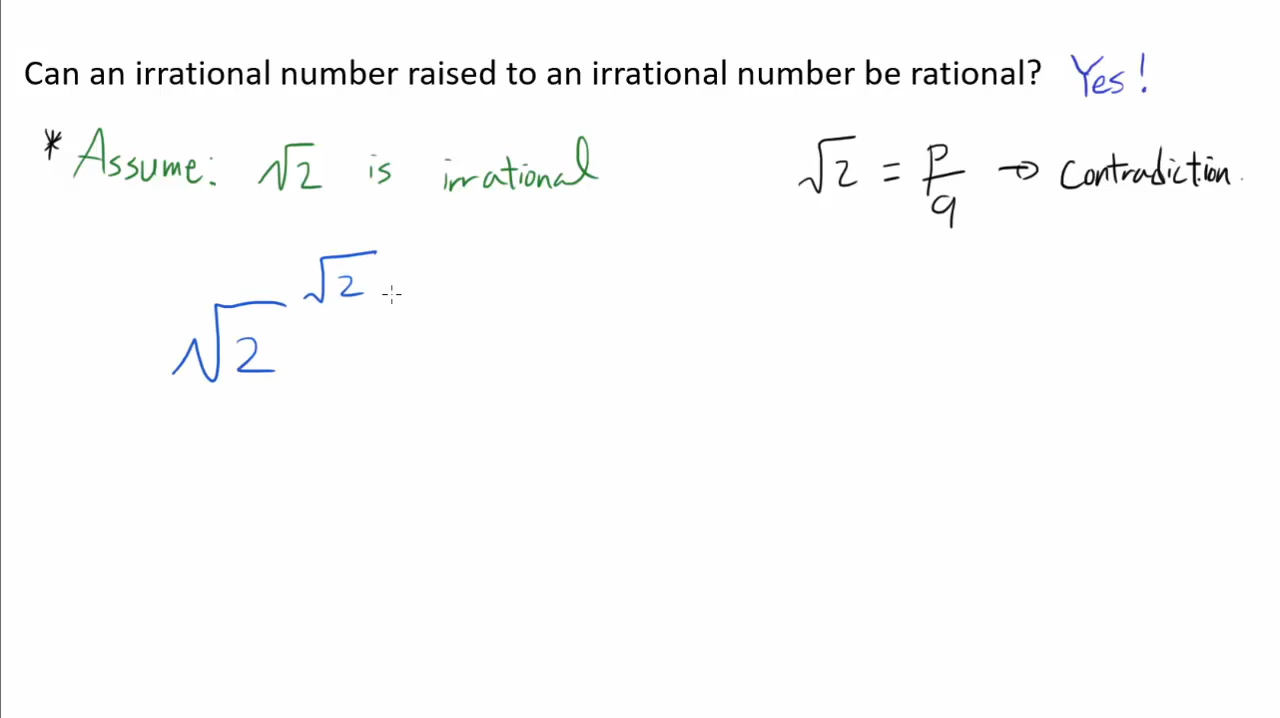 Can an irrational number raised to an irrational number be rational? Yes!
* Assume: √2 is irrational √2 = p/q → Contradiction.
√2^√2